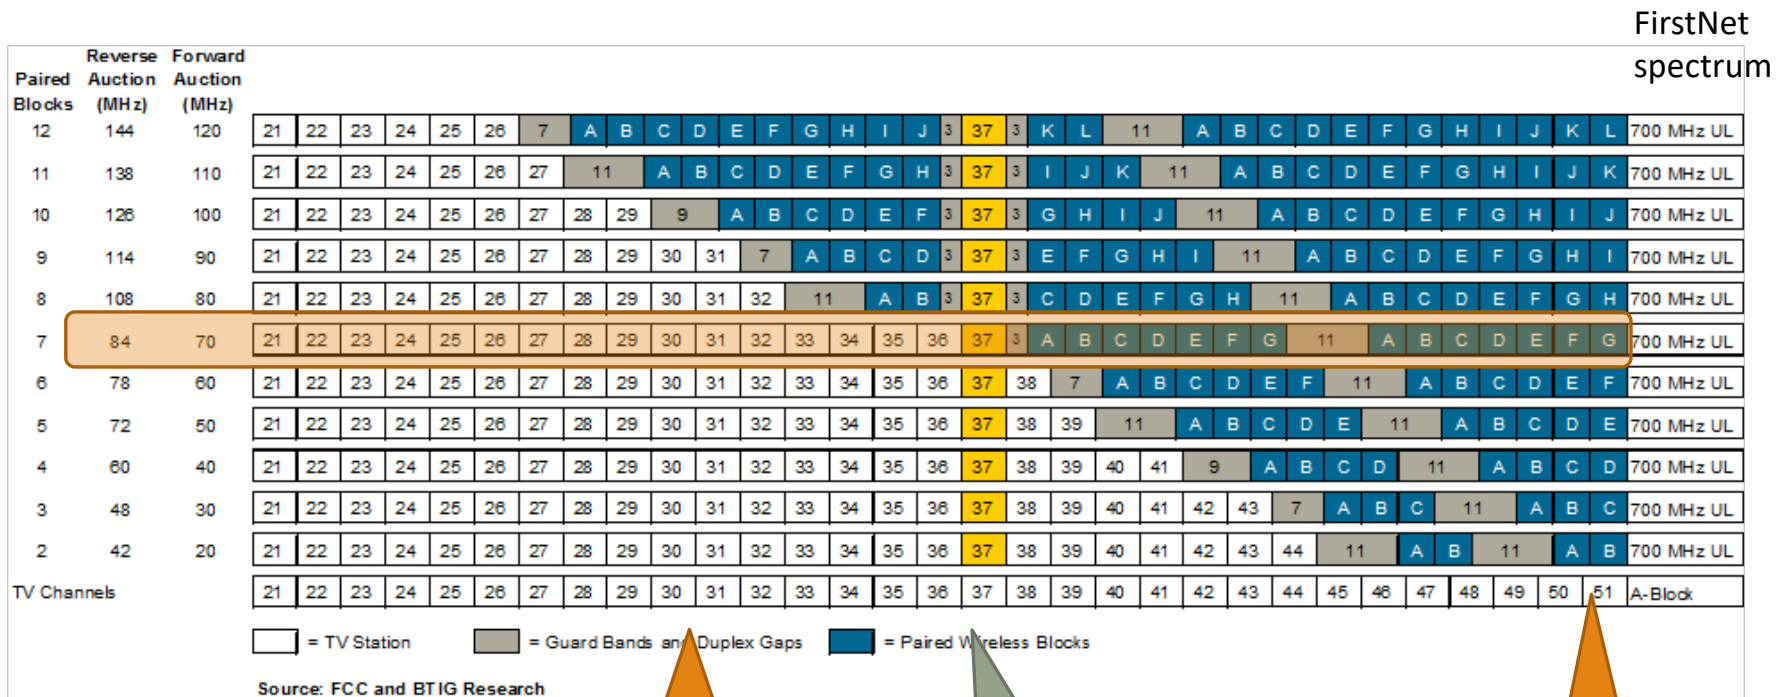 FirstNet
spectrum
Reverse Forward
Paired Auction Auction
Blocks (MHz) (MHz)
12 144 120 21 22 23 24 25 26 7 A B C D E F G H I J 3 37 3 K L 11 A B C D E F G H I J K L 700 MHz UL
11 138 110 21 22 23 24 25 26 27 11 A B C D E F G H 3 37 3 I J K 11 A B C D E F G H I J K 700 MHz UL
10 126 100 21 22 23 24 25 26 27 28 29 9 A B C D E F 3 37 3 G H I J 11 A B C D E F G H I J 700 MHz UL
9 114 90 21 22 23 24 25 26 27 28 29 30 31 7 A B C D 3 37 3 E F G H I 11 A B C D E F G H I 700 MHz UL
8 108 80 21 22 23 24 25 26 27 28 29 30 31 32 11 A B 3 37 3 C D E F G H 11 A B C D E F G H 700 MHz UL
7 84 70 21 22 23 24 25 26 27 28 29 30 31 32 33 34 35 36 37 3 A B C D E F G 11 A B C D E F G 700 MHz UL
6 78 60 21 22 23 24 25 26 27 28 29 30 31 32 33 34 35 36 37 38 7 A B C D E F 11 A B C D E F 700 MHz UL
5 72 50 21 22 23 24 25 26 27 28 29 30 31 32 33 34 35 36 37 38 39 11 A B C D E 11 A B C D E 700 MHz UL
4 60 40 21 22 23 24 25 26 27 28 29 30 31 32 33 34 35 36 37 38 39 40 41 9 A B C D 11 A B C D 700 MHz UL
3 48 30 21 22 23 24 25 26 27 28 29 30 31 32 33 34 35 36 37 38 39 40 41 42 43 7 A B C 11 A B C 700 MHz UL
2 42 20 21 22 23 24 25 26 27 28 29 30 31 32 33 34 35 36 37 38 39 40 41 42 43 44 11 A B 11 A B 700 MHz UL
TV Channels 21 22 23 24 25 26 27 28 29 30 31 32 33 34 35 36 37 38 39 40 41 42 43 44 45 46 47 48 49 50 51 A-Block
= TV Station = Guard Bands and Duplex Gaps = Paired Wireless Blocks
Source: FCC and BTIG Research